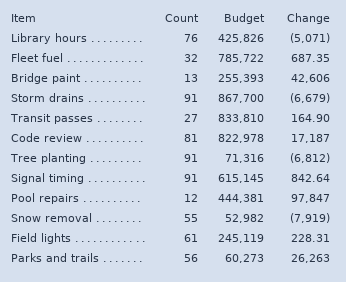 Item Count Budget Change
Library hours ......... 76 425,826 (5,071)
Fleet fuel ............. 32 785,722 687.35
Bridge paint .......... 13 255,393 42,606
Storm drains .......... 91 867,700 (6,679)
Transit passes ........ 27 833,810 164.90
Code review .......... 81 822,978 17,187
Tree planting ......... 91 71,316 (6,812)
Signal timing .......... 91 615,145 842.64
Pool repairs .......... 12 444,381 97,847
Snow removal ........ 55 52,982 (7,919)
Field lights ............ 61 245,119 228.31
Parks and trails ....... 56 60,273 26,263